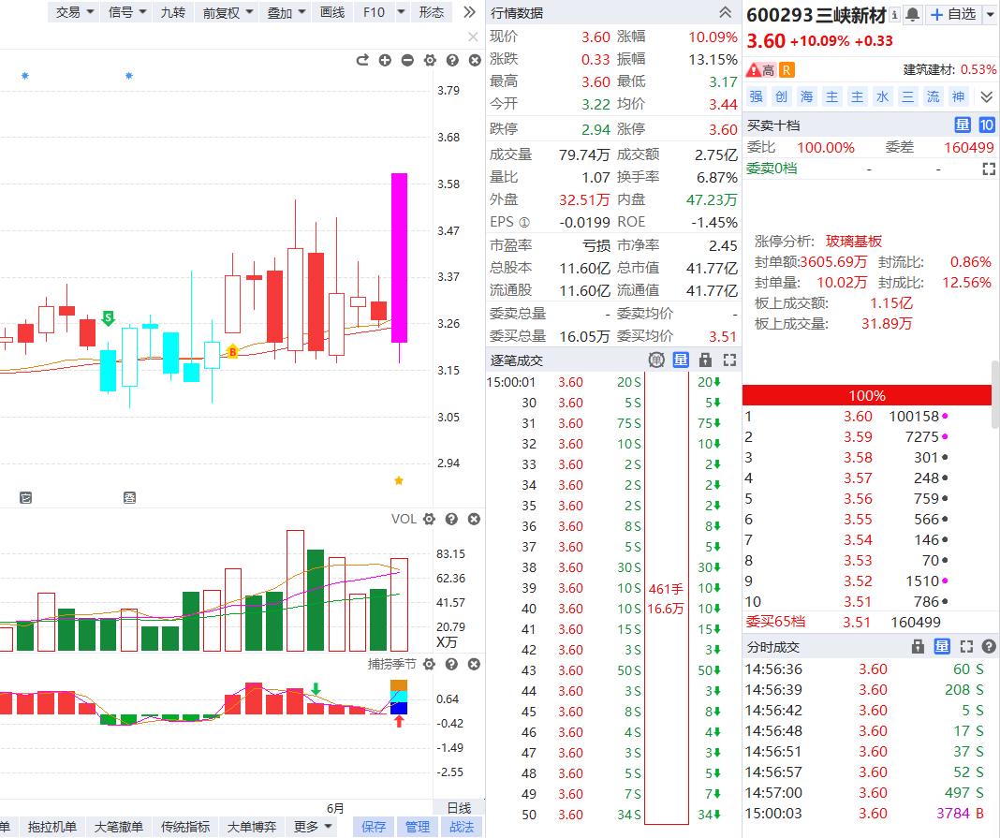 交易 信号 九转 前复权 叠加 画线 F10 形态
3.79
3.68
3.58
3.47
3.37
3.26
3.15
3.05
2.94
S
B
叠
VOL
83.15
62.36
41.57
20.79
X万
捕捞季节
0.64
-0.42
-1.49
-2.55
6月
日线
单 拖拉机单 大笔撤单 传统指标 大单博弈 更多 保存 管理 战法
行情数据
现价 3.60 涨幅 10.09%
涨跌 0.33 振幅 13.15%
最高 3.60 最低 3.17
今开 3.22 均价 3.44
跌停 2.94 涨停 3.60
成交量 79.74万 成交额 2.75亿
量比 1.07 换手率 6.87%
外盘 32.51万 内盘 47.23万
EPS ① -0.0199 ROE -1.45%
市盈率 亏损 市净率 2.45
总股本 11.60亿 总市值 41.77亿
流通股 11.60亿 流通值 41.77亿
委卖总量 - 委卖均价 -
委买总量 16.05万 委买均价 3.51
逐笔成交 单 量
15:00:01 3.60 20 S 20
30 3.60 5 S 5
31 3.60 75 S 75
32 3.60 10 S 10
33 3.60 2 S 2
34 3.60 2 S 2
35 3.60 2 S 2
36 3.60 8 S 8
37 3.60 5 S 5
38 3.60 30 S 30
39 3.60 10 S 461手 10
40 3.60 10 S 16.6万 10
41 3.60 15 S 15
42 3.60 3 S 3
43 3.60 50 S 50
44 3.60 3 S 3
45 3.60 8 S 8
46 3.60 4 S 4
47 3.60 3 S 3
48 3.60 5 S 5
49 3.60 7 S 7
50 3.60 34 S 34
600293 三峡新材 自选
3.60 +10.09% +0.33
高 R 建筑建材: 0.53%
强 创 海 主 主 水 三 流 神
买卖十档 量 10
委比 100.00% 委差 160499
委卖0档 - -
涨停分析: 玻璃基板
封单额:3605.69万 封流比: 0.86%
封单量: 10.02万 封成比: 12.56%
板上成交额: 1.15亿
板上成交量: 31.89万
100%
1 3.60 100158
2 3.59 7275
3 3.58 301
4 3.57 248
5 3.56 759
6 3.55 566
7 3.54 146
8 3.53 70
9 3.52 1510
10 3.51 786
委买65档 3.51 160499
分时成交 量
14:56:36 3.60 60 S
14:56:39 3.60 208 S
14:56:42 3.60 5 S
14:56:48 3.60 17 S
14:56:51 3.60 37 S
14:56:57 3.60 52 S
14:57:00 3.60 497 S
15:00:03 3.60 3784 B